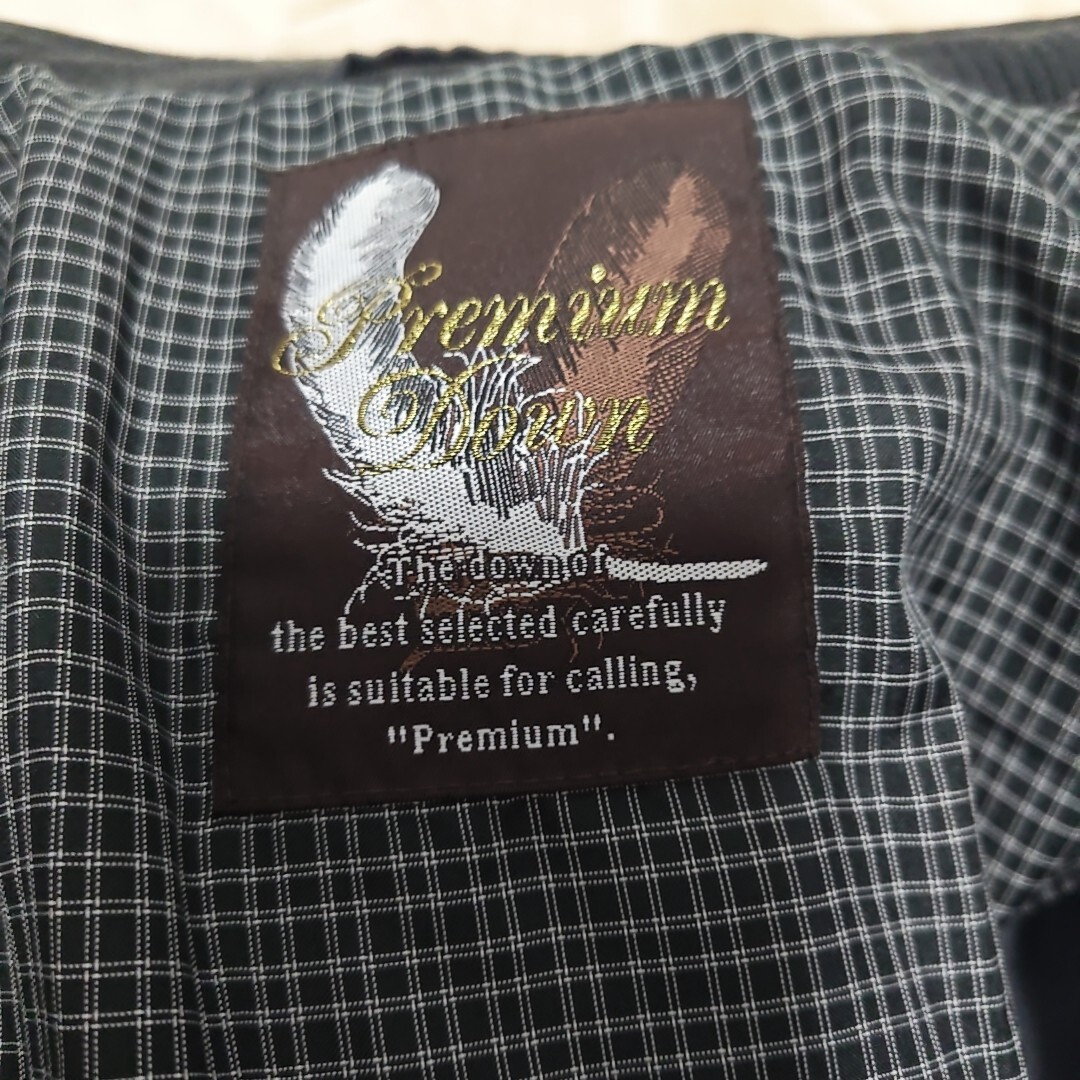 Premium
Down
The down of
the best selected carefully
is suitable for calling,
"Premium".